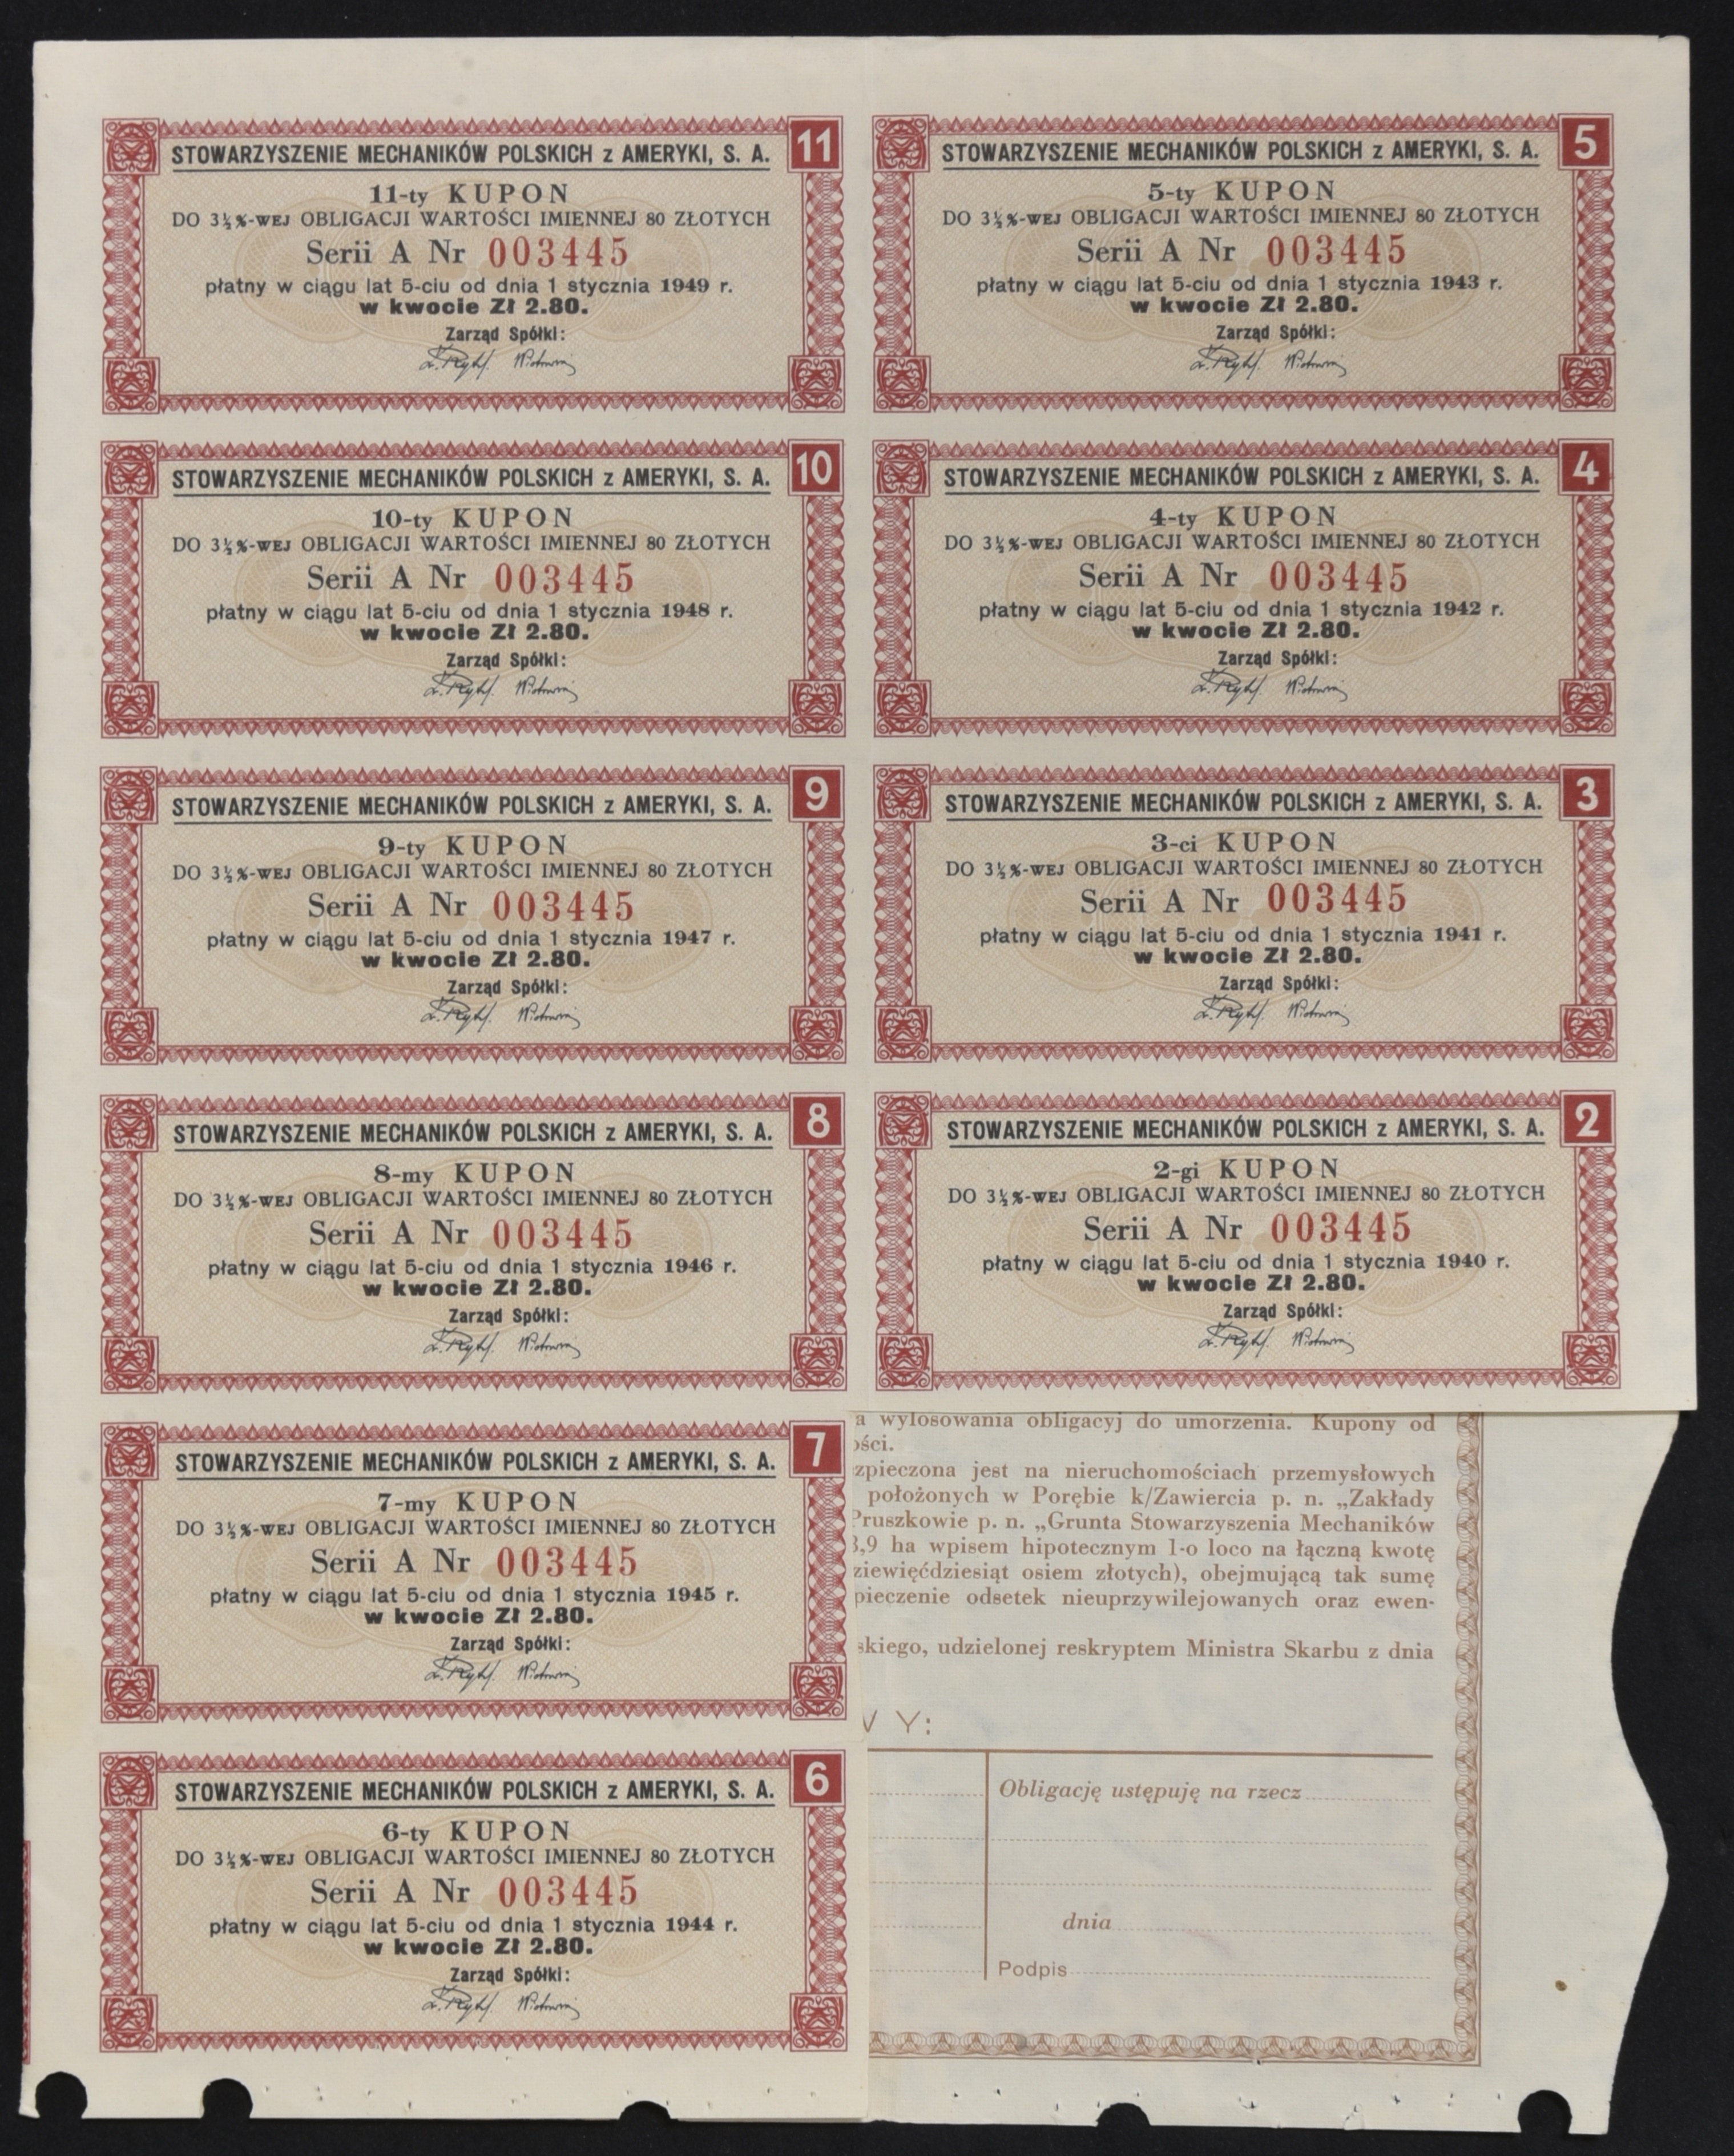 11
STOWARZYSZENIE MECHANIKÓW POLSKICH z AMERYKI, S. A.
11-ty KUPON
DO 3½%-WEJ OBLIGACJI WARTOŚCI IMIENNEJ 80 ZŁOTYCH
Serii A Nr 003445
płatny w ciągu lat 5-ciu od dnia 1 stycznia 1949 r.
w kwocie Zł 2.80.
Zarząd Spółki:
10
STOWARZYSZENIE MECHANIKÓW POLSKICH z AMERYKI, S. A.
10-ty KUPON
DO 3½%-WEJ OBLIGACJI WARTOŚCI IMIENNEJ 80 ZŁOTYCH
Serii A Nr 003445
płatny w ciągu lat 5-ciu od dnia 1 stycznia 1948 r.
w kwocie Zł 2.80.
Zarząd Spółki:
9
STOWARZYSZENIE MECHANIKÓW POLSKICH z AMERYKI, S. A.
9-ty KUPON
DO 3½%-WEJ OBLIGACJI WARTOŚCI IMIENNEJ 80 ZŁOTYCH
Serii A Nr 003445
płatny w ciągu lat 5-ciu od dnia 1 stycznia 1947 r.
w kwocie Zł 2.80.
Zarząd Spółki:
8
STOWARZYSZENIE MECHANIKÓW POLSKICH z AMERYKI, S. A.
8-my KUPON
DO 3½%-WEJ OBLIGACJI WARTOŚCI IMIENNEJ 80 ZŁOTYCH
Serii A Nr 003445
płatny w ciągu lat 5-ciu od dnia 1 stycznia 1946 r.
w kwocie Zł 2.80.
Zarząd Spółki:
7
STOWARZYSZENIE MECHANIKÓW POLSKICH z AMERYKI, S. A.
7-my KUPON
DO 3½%-WEJ OBLIGACJI WARTOŚCI IMIENNEJ 80 ZŁOTYCH
Serii A Nr 003445
płatny w ciągu lat 5-ciu od dnia 1 stycznia 1945 r.
w kwocie Zł 2.80.
Zarząd Spółki:
6
STOWARZYSZENIE MECHANIKÓW POLSKICH z AMERYKI, S. A.
6-ty KUPON
DO 3½%-WEJ OBLIGACJI WARTOŚCI IMIENNEJ 80 ZŁOTYCH
Serii A Nr 003445
płatny w ciągu lat 5-ciu od dnia 1 stycznia 1944 r.
w kwocie Zł 2.80.
Zarząd Spółki:
5
STOWARZYSZENIE MECHANIKÓW POLSKICH z AMERYKI, S. A.
5-ty KUPON
DO 3½%-WEJ OBLIGACJI WARTOŚCI IMIENNEJ 80 ZŁOTYCH
Serii A Nr 003445
płatny w ciągu lat 5-ciu od dnia 1 stycznia 1943 r.
w kwocie Zł 2.80.
Zarząd Spółki:
4
STOWARZYSZENIE MECHANIKÓW POLSKICH z AMERYKI, S. A.
4-ty KUPON
DO 3½%-WEJ OBLIGACJI WARTOŚCI IMIENNEJ 80 ZŁOTYCH
Serii A Nr 003445
płatny w ciągu lat 5-ciu od dnia 1 stycznia 1942 r.
w kwocie Zł 2.80.
Zarząd Spółki:
3
STOWARZYSZENIE MECHANIKÓW POLSKICH z AMERYKI, S. A.
3-ci KUPON
DO 3½%-WEJ OBLIGACJI WARTOŚCI IMIENNEJ 80 ZŁOTYCH
Serii A Nr 003445
płatny w ciągu lat 5-ciu od dnia 1 stycznia 1941 r.
w kwocie Zł 2.80.
Zarząd Spółki:
2
STOWARZYSZENIE MECHANIKÓW POLSKICH z AMERYKI, S. A.
2-gi KUPON
DO 3½%-WEJ OBLIGACJI WARTOŚCI IMIENNEJ 80 ZŁOTYCH
Serii A Nr 003445
płatny w ciągu lat 5-ciu od dnia 1 stycznia 1940 r.
w kwocie Zł 2.80.
Zarząd Spółki:
a wylosowania obligacyj do umorzenia. Kupony od
ości.
zpieczona jest na nieruchomościach przemysłowych
położonych w Porębie k/Zawiercia p. n. „Zakłady
Pruszkowie p. n. „Grunta Stowarzyszenia Mechaników
3,9 ha wpisem hipotecznym 1-o loco na łączną kwotę
ziewięćdziesiąt osiem złotych), obejmującą tak sumę
pieczenie odsetek nieuprzywilejowanych oraz ewen-
skiego, udzielonej reskryptem Ministra Skarbu z dnia
W Y:
Obligację ustępuję na rzecz
dnia
Podpis